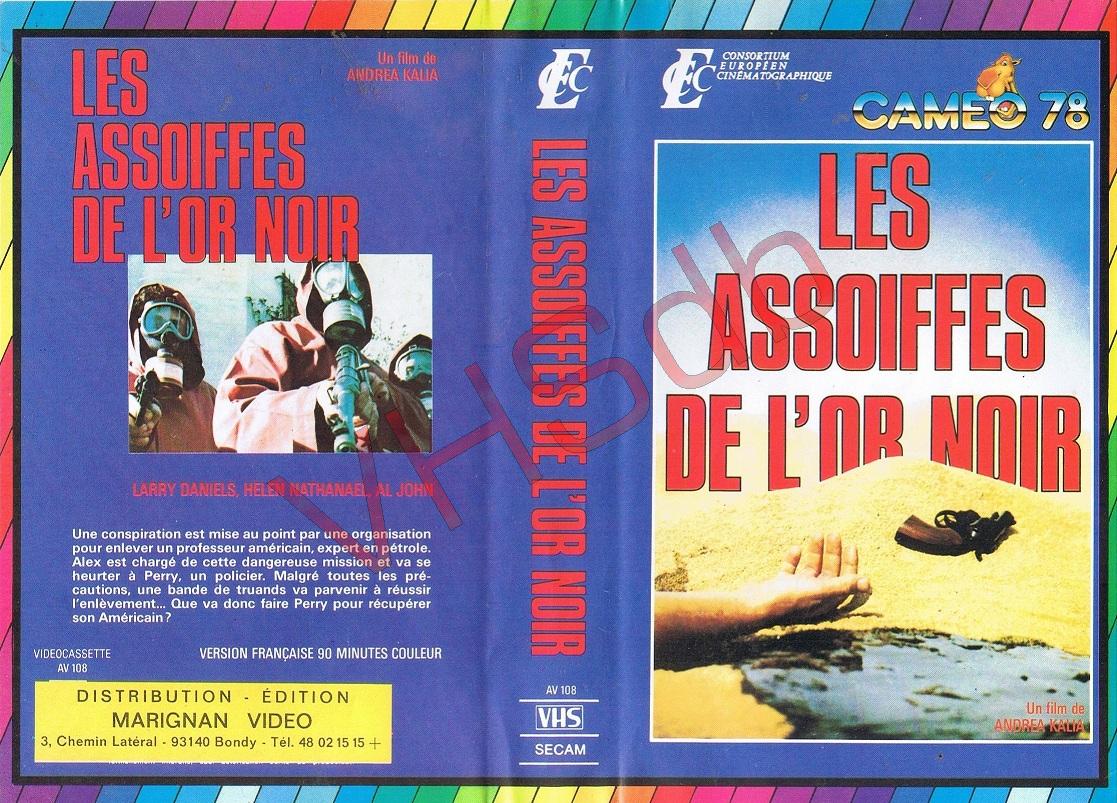 LES
ASSOIFFES
DE L'OR NOIR
Un film de
ANDREA KALIA
LARRY DANIELS, HELEN NATHANAEL, AL JOHN
Une conspiration est mise au point par une organisation
pour enlever un professeur américain, expert en pétrole.
Alex est chargé de cette dangereuse mission et va se
heurter à Perry, un policier. Malgré toutes les pré-
cautions, une bande de truands va parvenir à réussir
l'enlèvement... Que va donc faire Perry pour récupérer
son Américain ?
VIDEOCASSETTE
AV 108
VERSION FRANÇAISE 90 MINUTES COULEUR
DISTRIBUTION - ÉDITION
MARIGNAN VIDEO
3, Chemin Latéral - 93140 Bondy - Tél. 48 02 15 15 +
CEC
LES ASSOIFFES DE L'OR NOIR
AV 108
VHS
SECAM
CEC
CONSORTIUM
EUROPÉEN
CINÉMATOGRAPHIQUE
CAMEO 78
LES
ASSOIFFES
DE L'OR NOIR
Un film de
ANDREA KALIA
VHSdb